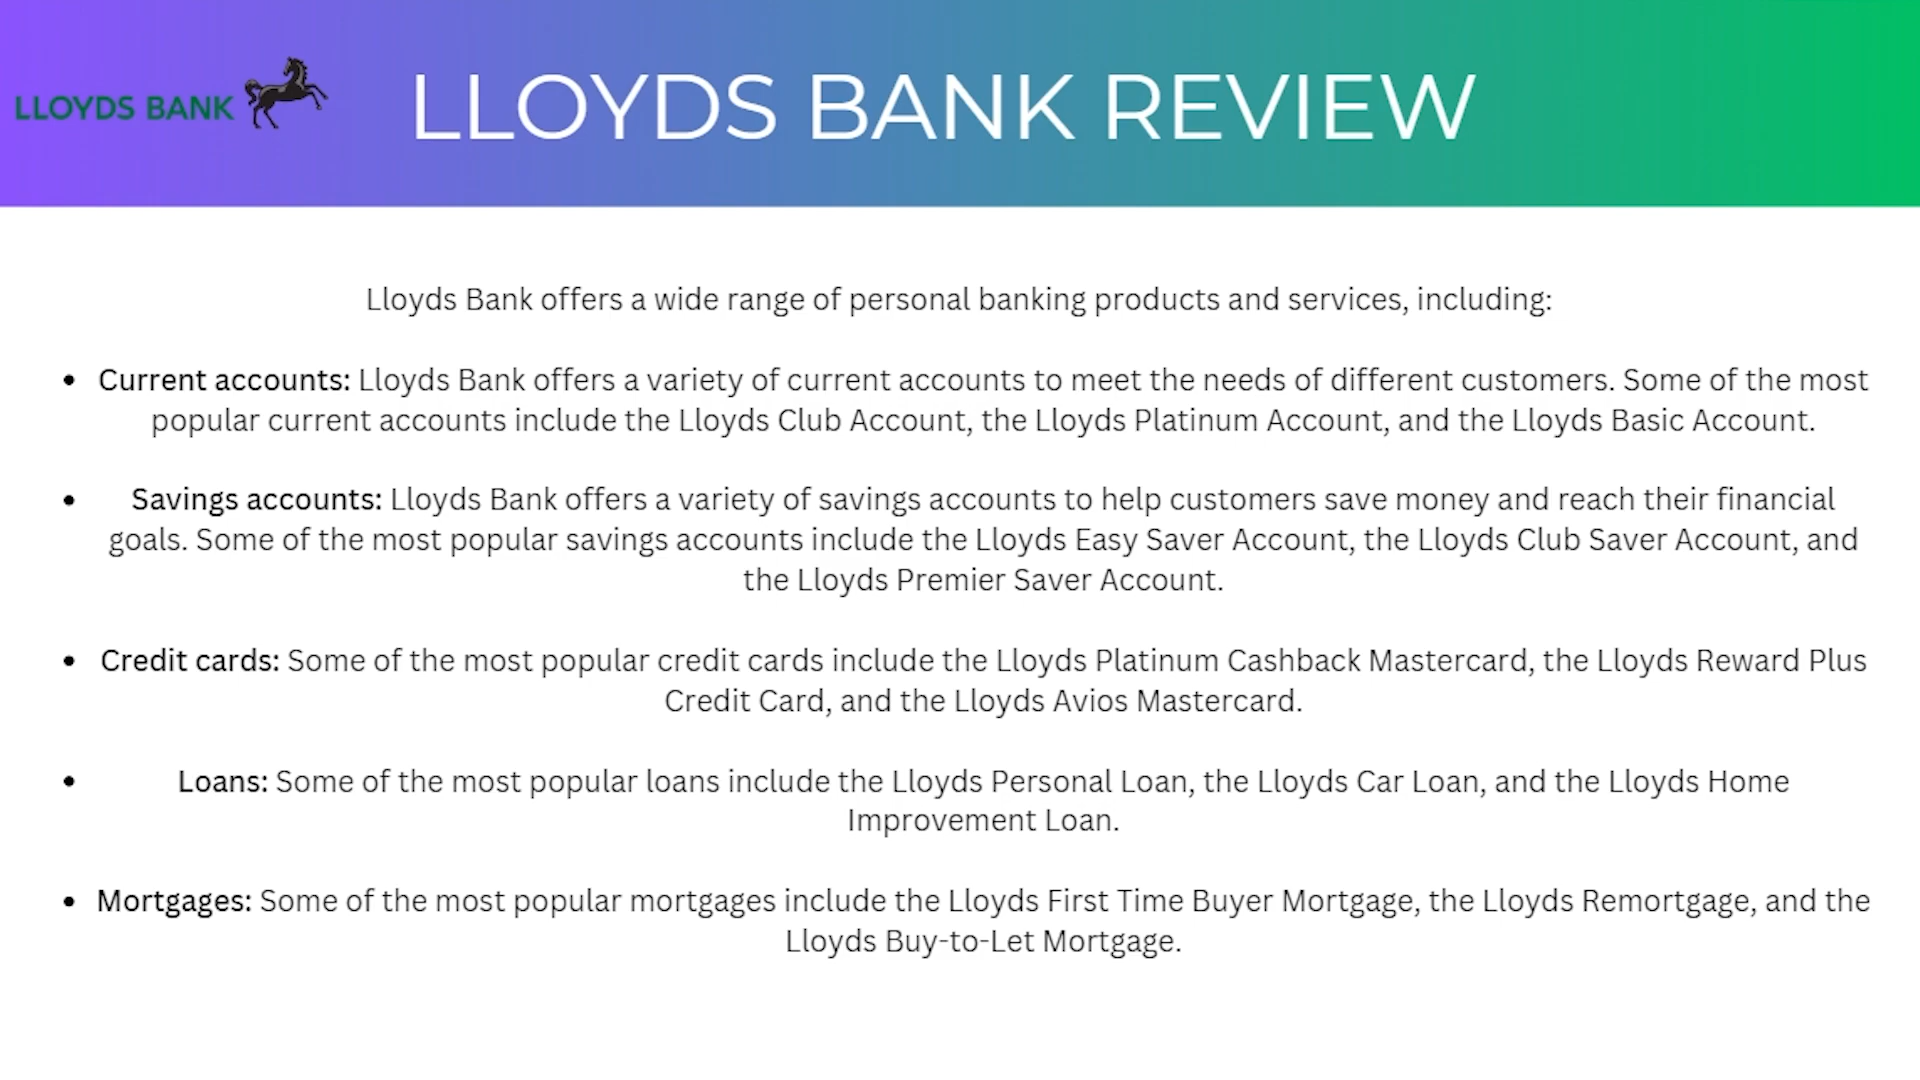 LLOYDS BANK
LLOYDS BANK REVIEW
Lloyds Bank offers a wide range of personal banking products and services, including:
• Current accounts: Lloyds Bank offers a variety of current accounts to meet the needs of different customers. Some of the most
popular current accounts include the Lloyds Club Account, the Lloyds Platinum Account, and the Lloyds Basic Account.
• Savings accounts: Lloyds Bank offers a variety of savings accounts to help customers save money and reach their financial
goals. Some of the most popular savings accounts include the Lloyds Easy Saver Account, the Lloyds Club Saver Account, and
the Lloyds Premier Saver Account.
• Credit cards: Some of the most popular credit cards include the Lloyds Platinum Cashback Mastercard, the Lloyds Reward Plus
Credit Card, and the Lloyds Avios Mastercard.
• Loans: Some of the most popular loans include the Lloyds Personal Loan, the Lloyds Car Loan, and the Lloyds Home
Improvement Loan.
• Mortgages: Some of the most popular mortgages include the Lloyds First Time Buyer Mortgage, the Lloyds Remortgage, and the
Lloyds Buy-to-Let Mortgage.